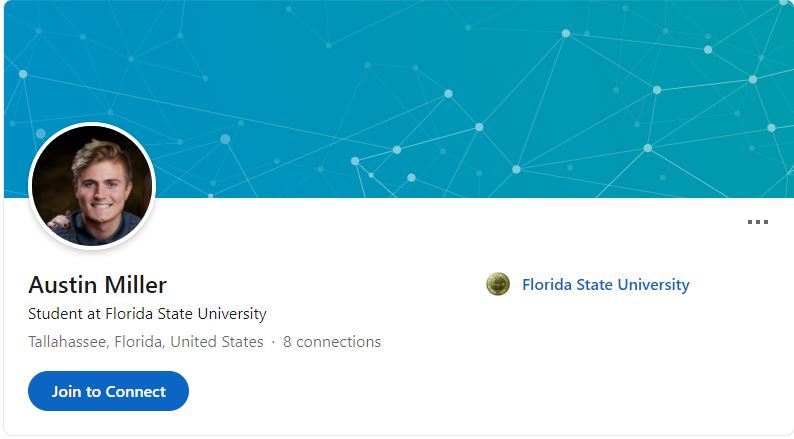 Austin Miller
Student at Florida State University
Tallahassee, Florida, United States · 8 connections
Join to Connect
Florida State University